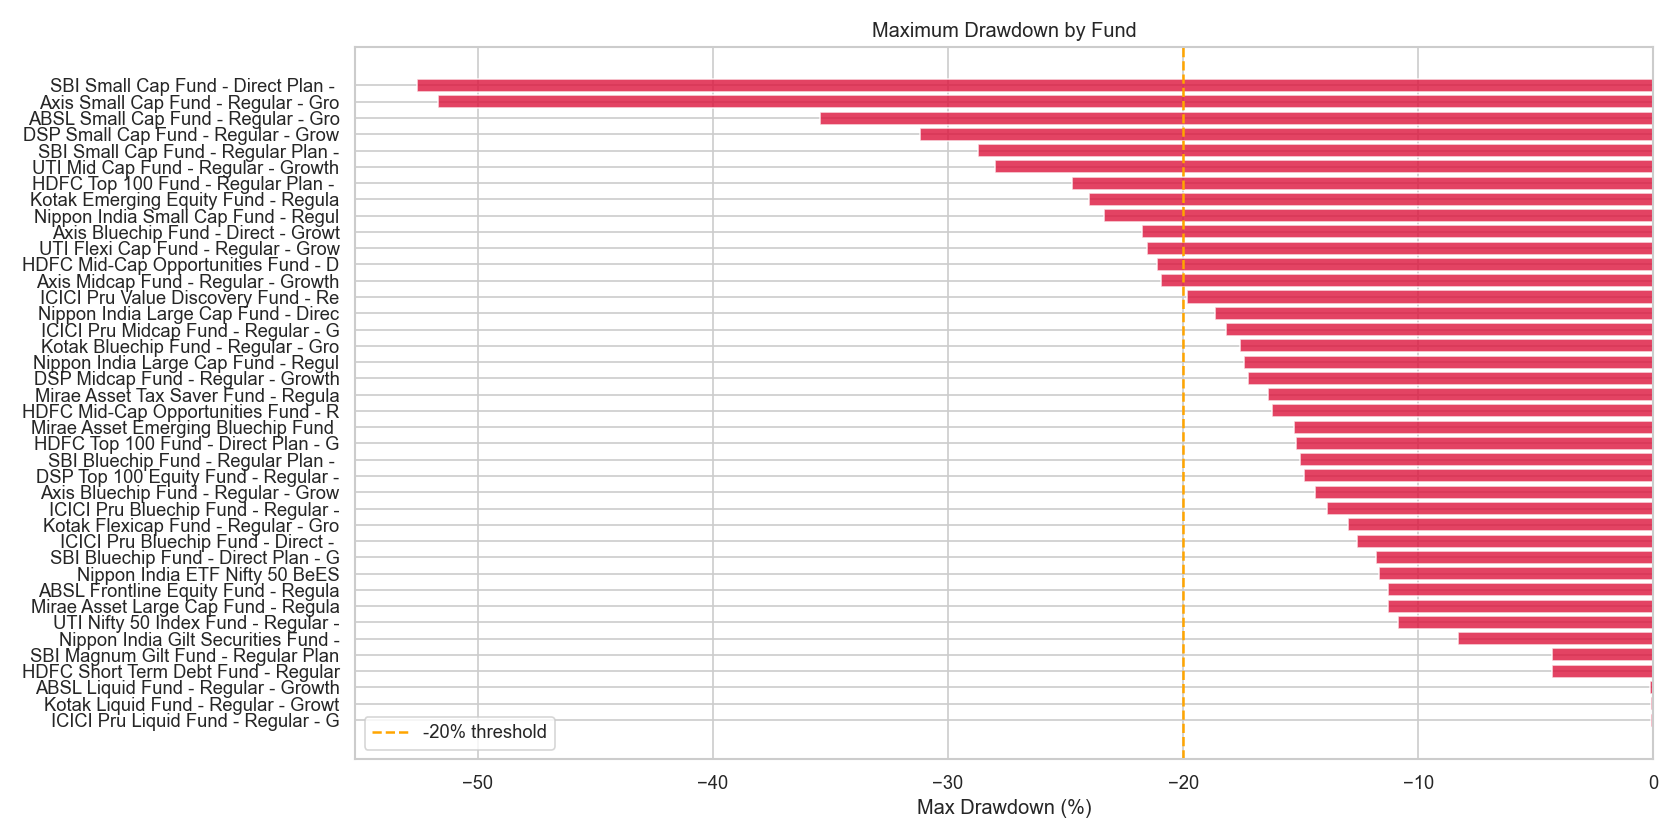 Maximum Drawdown by Fund
SBI Small Cap Fund - Direct Plan -
Axis Small Cap Fund - Regular - Gro
ABSL Small Cap Fund - Regular - Gro
DSP Small Cap Fund - Regular - Grow
SBI Small Cap Fund - Regular Plan -
UTI Mid Cap Fund - Regular - Growth
HDFC Top 100 Fund - Regular Plan -
Kotak Emerging Equity Fund - Regula
Nippon India Small Cap Fund - Regul
Axis Bluechip Fund - Direct - Growt
UTI Flexi Cap Fund - Regular - Grow
HDFC Mid-Cap Opportunities Fund - D
Axis Midcap Fund - Regular - Growth
ICICI Pru Value Discovery Fund - Re
Nippon India Large Cap Fund - Direc
ICICI Pru Midcap Fund - Regular - G
Kotak Bluechip Fund - Regular - Gro
Nippon India Large Cap Fund - Regul
DSP Midcap Fund - Regular - Growth
Mirae Asset Tax Saver Fund - Regula
HDFC Mid-Cap Opportunities Fund - R
Mirae Asset Emerging Bluechip Fund
HDFC Top 100 Fund - Direct Plan - G
SBI Bluechip Fund - Regular Plan -
DSP Top 100 Equity Fund - Regular -
Axis Bluechip Fund - Regular - Grow
ICICI Pru Bluechip Fund - Regular -
Kotak Flexicap Fund - Regular - Gro
ICICI Pru Bluechip Fund - Direct -
SBI Bluechip Fund - Direct Plan - G
Nippon India ETF Nifty 50 BeES
ABSL Frontline Equity Fund - Regula
Mirae Asset Large Cap Fund - Regula
UTI Nifty 50 Index Fund - Regular -
Nippon India Gilt Securities Fund -
SBI Magnum Gilt Fund - Regular Plan
HDFC Short Term Debt Fund - Regular
ABSL Liquid Fund - Regular - Growth
Kotak Liquid Fund - Regular - Growt
ICICI Pru Liquid Fund - Regular - G
-20% threshold
−50 −40 −30 −20 −10 0
Max Drawdown (%)